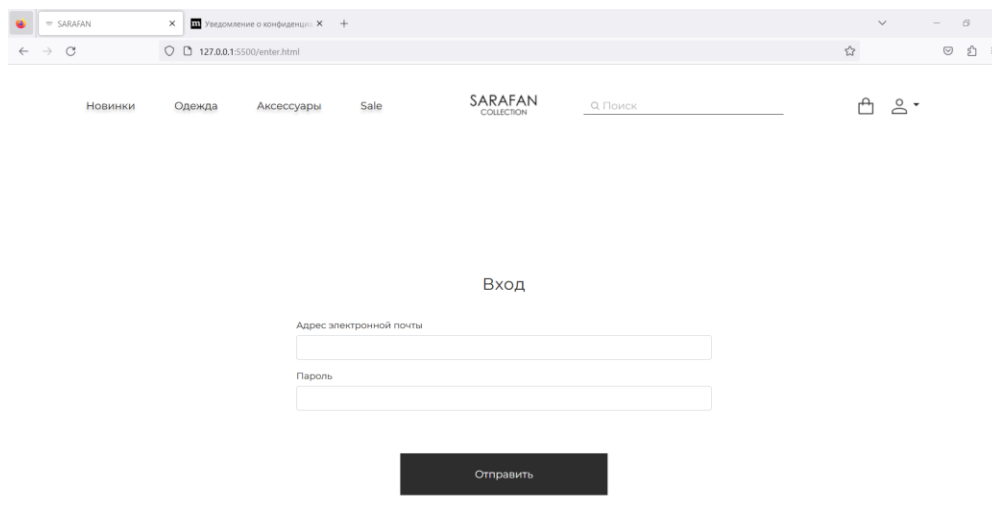 SARAFAN
Уведомление о конфиденци
127.0.0.1:5500/enter.html
Новинки Одежда Аксессуары Sale SARAFAN COLLECTION Поиск
Вход
Адрес электронной почты
Пароль
Отправить